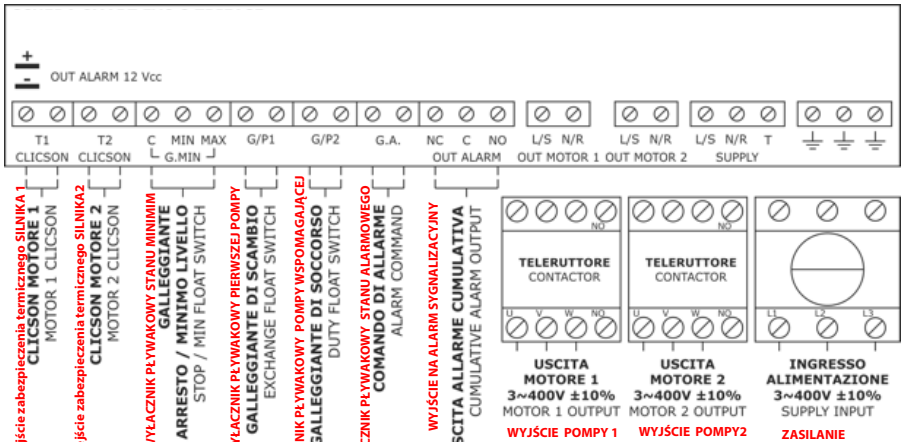 +
-
OUT ALARM 12 Vcc
T1 T2 C MIN MAX G/P1 G/P2 G.A. NC C NO L/S N/R L/S N/R L/S N/R T
CLICSON CLICSON G.MIN OUT ALARM OUT MOTOR 1 OUT MOTOR 2 SUPPLY
zabezpieczenia termicznego SILNIKA 1
CLICSON MOTORE 1
MOTOR 1 CLICSON
zabezpieczenia termicznego SILNIKA2
CLICSON MOTORE 2
MOTOR 2 CLICSON
PŁYWAKOWY STANU MINIMIM
GALLEGGIANTE
ARRESTO / MINIMO LIVELLO
STOP / MIN FLOAT SWITCH
PŁYWAKOWY PIERWSZEJ POMPY
GALLEGGIANTE DI SCAMBIO
EXCHANGE FLOAT SWITCH
PŁYWAKOWY POMPY WSPOMAGAJĄCEJ
GALLEGGIANTE DI SOCCORSO
DUTY FLOAT SWITCH
PŁYWAKOWY STANU ALARMOWEGO
COMANDO DI ALLARME
ALARM COMMAND
WYJŚCIE NA ALARM SYGNALIZACYJNY
ALLARME CUMULATIVA
CUMULATIVE ALARM OUTPUT
NO
TELERUTTORE
CONTACTOR
U V W NO
USCITA
MOTORE 1
3~400V ±10%
MOTOR 1 OUTPUT
WYJŚCIE POMPY 1
NO
TELERUTTORE
CONTACTOR
U V W NO
USCITA
MOTORE 2
3~400V ±10%
MOTOR 2 OUTPUT
WYJŚCIE POMPY2
L1 L2 L3
INGRESSO
ALIMENTAZIONE
3~400V ±10%
SUPPLY INPUT
ZASILANIE